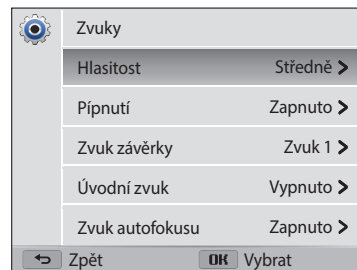 Zvuky
Hlasitost Středně >
Pípnutí Zapnuto >
Zvuk závěrky Zvuk 1 >
Úvodní zvuk Vypnuto >
Zvuk autofokusu Zapnuto >
Zpět OK Vybrat